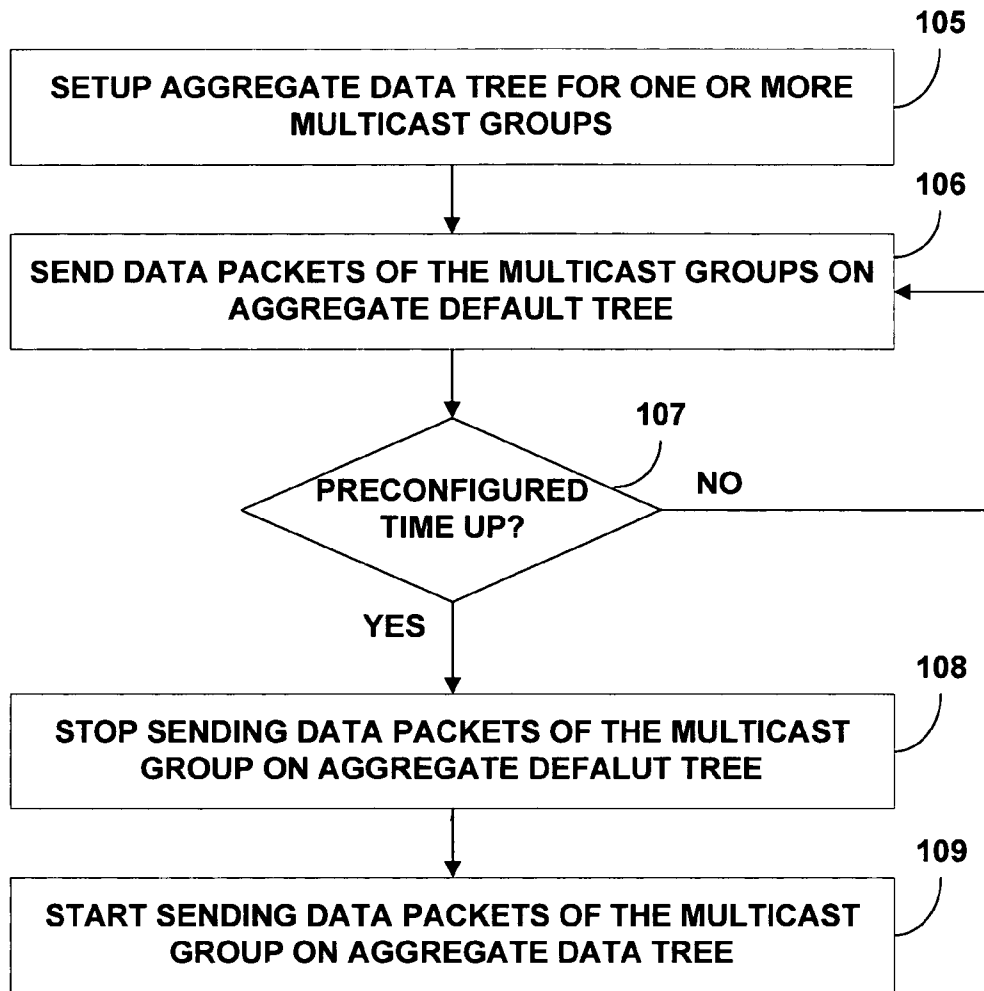 105
SETUP AGGREGATE DATA TREE FOR ONE OR MORE
MULTICAST GROUPS
106
SEND DATA PACKETS OF THE MULTICAST GROUPS ON
AGGREGATE DEFAULT TREE
107
PRECONFIGURED
TIME UP?
NO
YES
108
STOP SENDING DATA PACKETS OF THE MULTICAST
GROUP ON AGGREGATE DEFALUT TREE
109
START SENDING DATA PACKETS OF THE MULTICAST
GROUP ON AGGREGATE DATA TREE